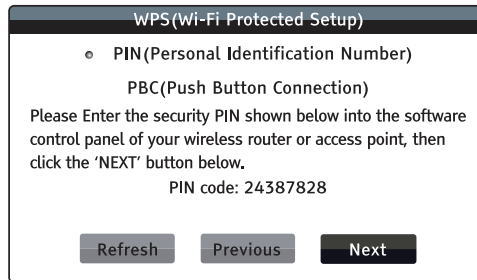 WPS(Wi-Fi Protected Setup)
PIN(Personal Identification Number)
PBC(Push Button Connection)
Please Enter the security PIN shown below into the software
control panel of your wireless router or access point, then
click the ‘NEXT’ button below.
PIN code: 24387828
Refresh Previous Next